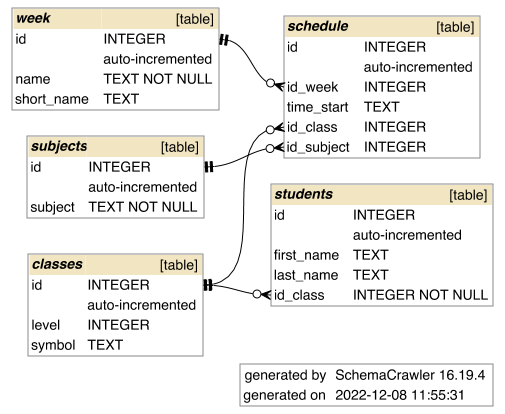 week [table]
id INTEGER
auto-incremented
name TEXT NOT NULL
short_name TEXT
schedule [table]
id INTEGER
auto-incremented
id_week INTEGER
time_start TEXT
id_class INTEGER
id_subject INTEGER
subjects [table]
id INTEGER
auto-incremented
subject TEXT NOT NULL
students [table]
id INTEGER
auto-incremented
first_name TEXT
last_name TEXT
id_class INTEGER NOT NULL
classes [table]
id INTEGER
auto-incremented
level INTEGER
symbol TEXT
generated by SchemaCrawler 16.19.4
generated on 2022-12-08 11:55:31